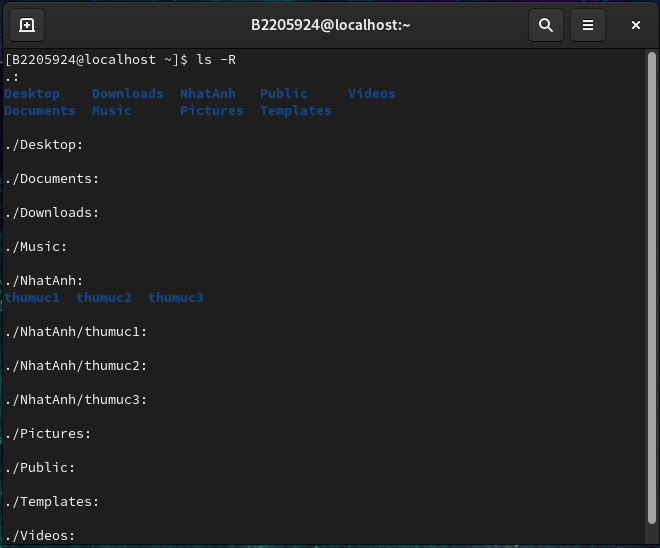 B2205924@localhost:~
[B2205924@localhost ~]$ ls -R
.:
Desktop    Downloads  NhatAnh   Public     Videos
Documents  Music      Pictures  Templates
./Desktop:
./Documents:
./Downloads:
./Music:
./NhatAnh:
thumuc1  thumuc2  thumuc3
./NhatAnh/thumuc1:
./NhatAnh/thumuc2:
./NhatAnh/thumuc3:
./Pictures:
./Public:
./Templates:
./Videos: